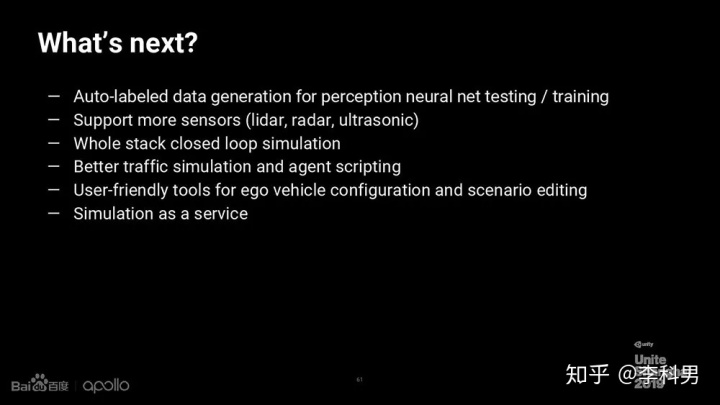 What's next?
— Auto-labeled data generation for perception neural net testing / training
— Support more sensors (lidar, radar, ultrasonic)
— Whole stack closed loop simulation
— Better traffic simulation and agent scripting
— User-friendly tools for ego vehicle configuration and scenario editing
— Simulation as a service
unity
Unite
2019
知乎 @李科男
Bai百度 apollo
61